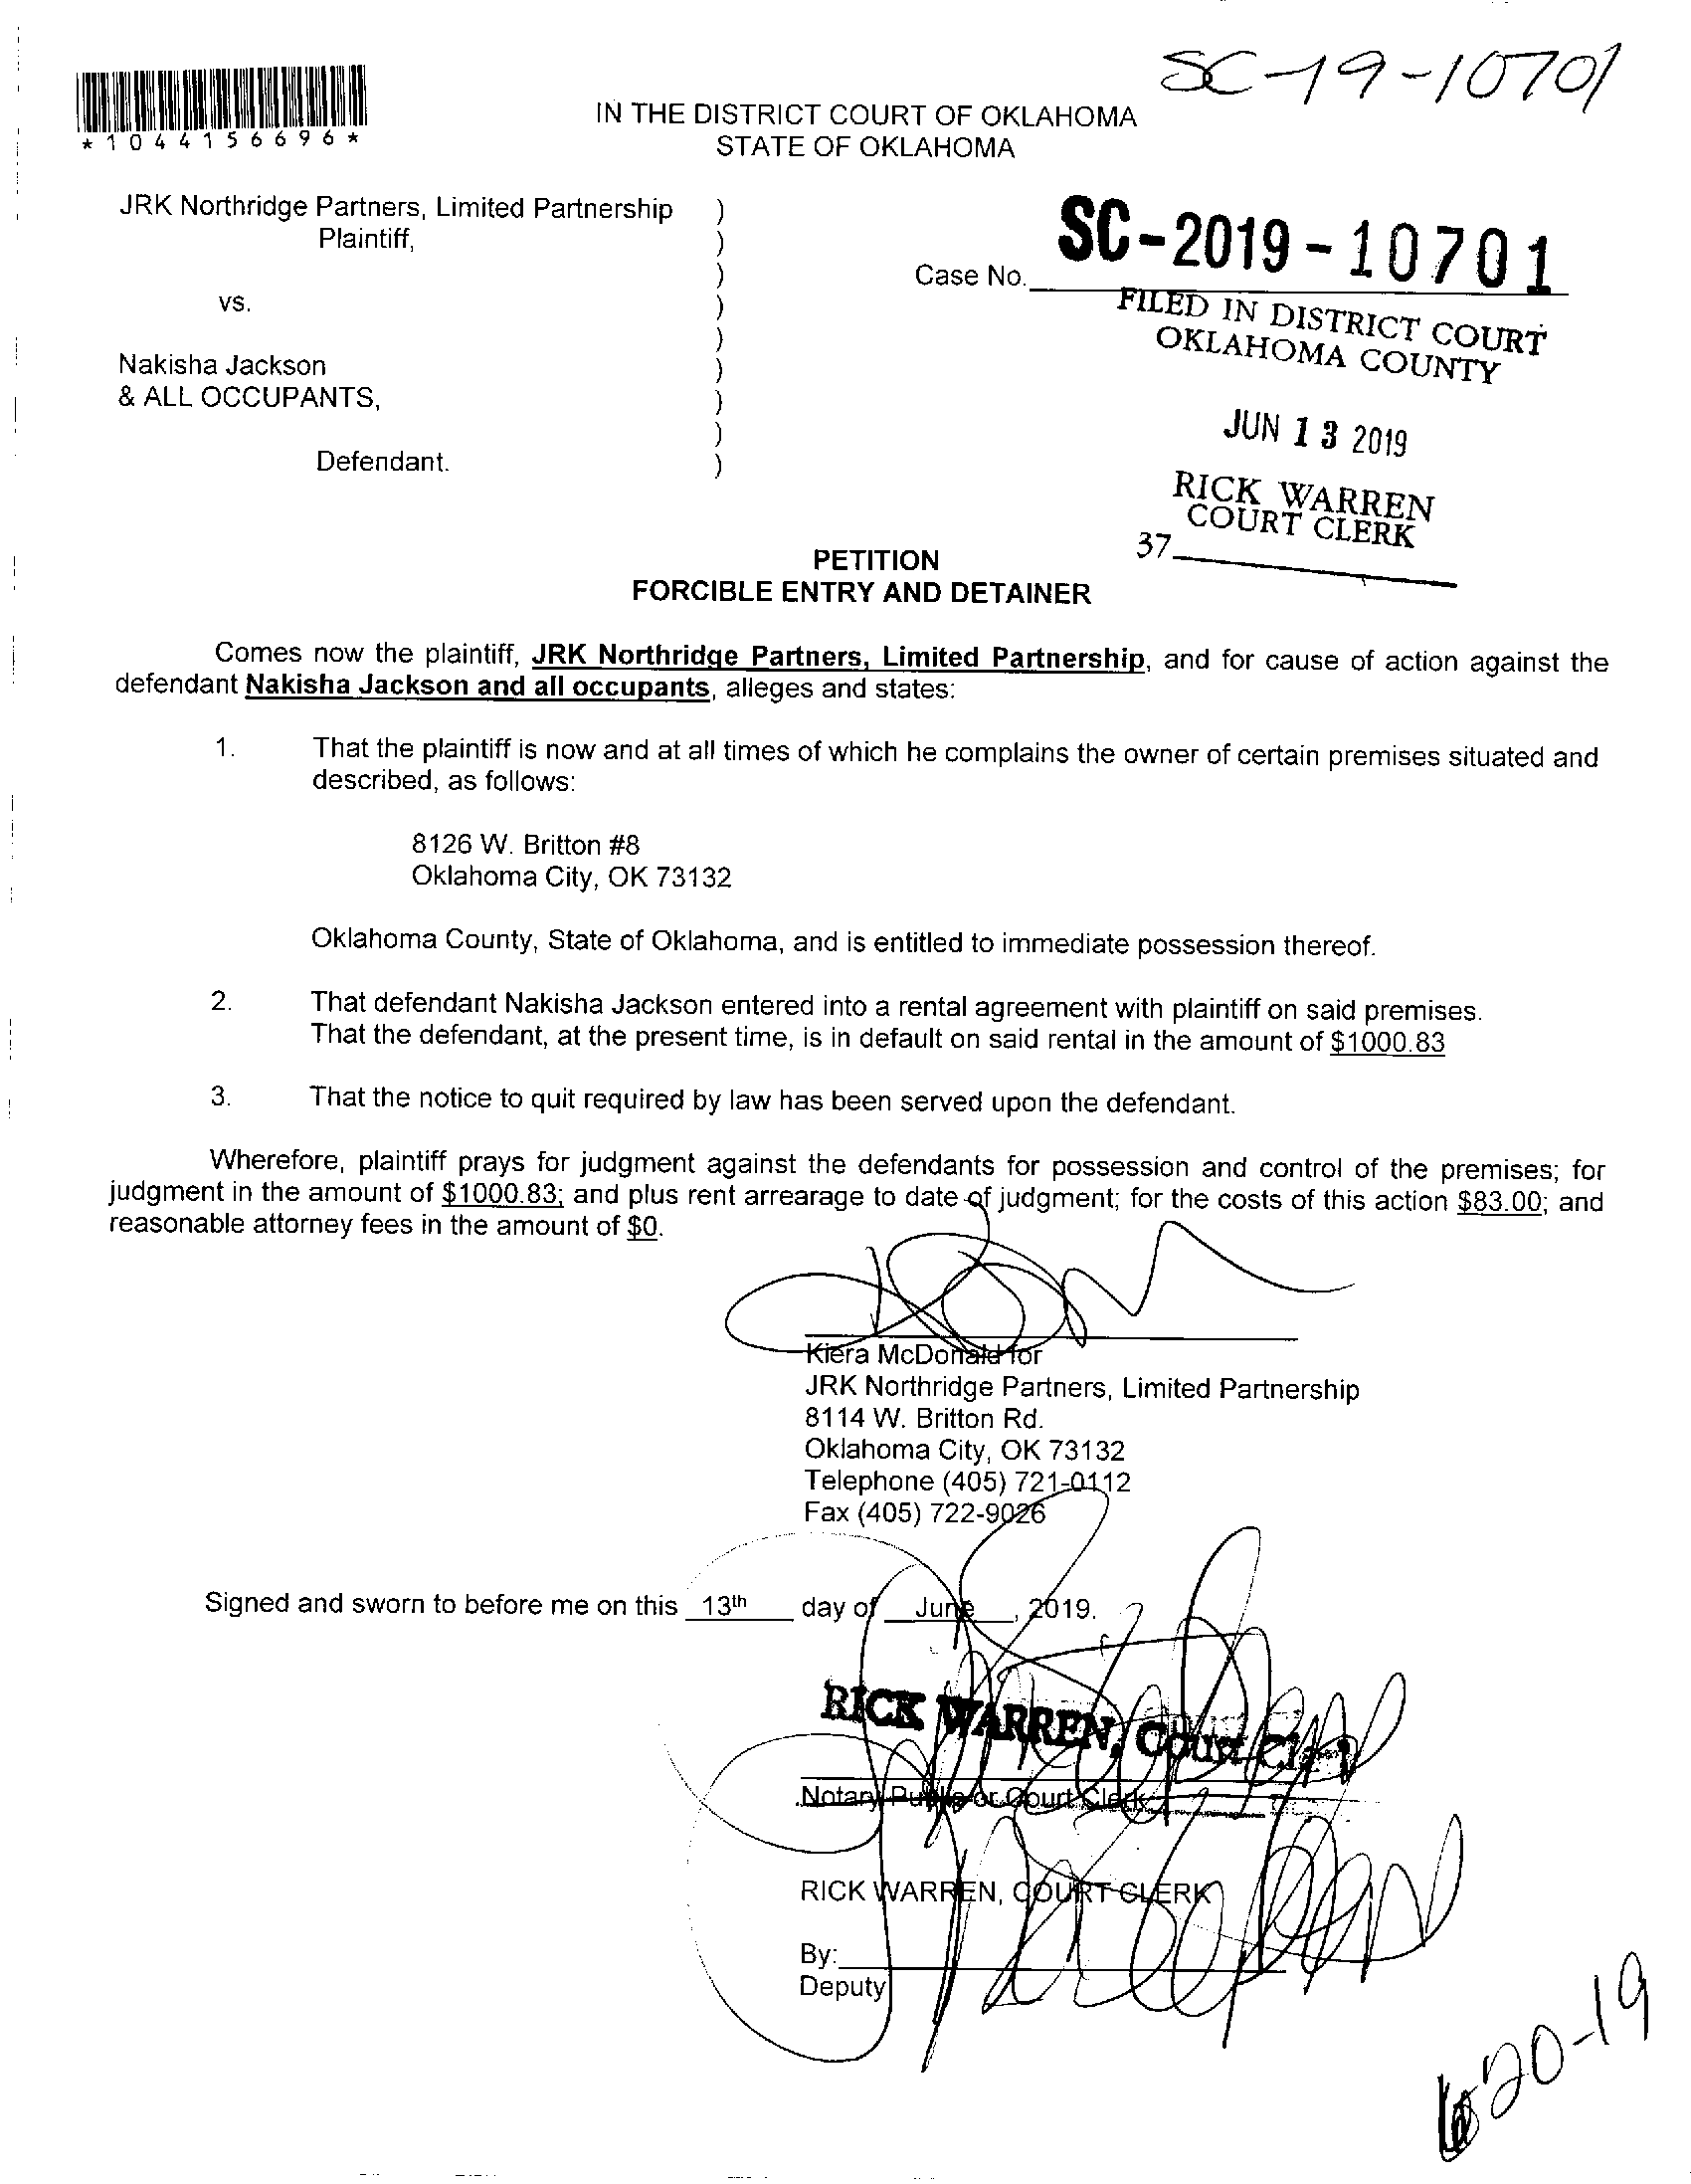 SC-19-10701
*1044156696*
IN THE DISTRICT COURT OF OKLAHOMA
STATE OF OKLAHOMA
JRK Northridge Partners, Limited Partnership )
Plaintiff, )
)
vs. )
)
Nakisha Jackson )
& ALL OCCUPANTS, )
)
Defendant. )
Case No. SC-2019-10701
FILED IN DISTRICT COURT
OKLAHOMA COUNTY
JUN 13 2019
RICK WARREN
COURT CLERK
37
PETITION
FORCIBLE ENTRY AND DETAINER
Comes now the plaintiff, JRK Northridge Partners, Limited Partnership, and for cause of action against the
defendant Nakisha Jackson and all occupants, alleges and states:
1. That the plaintiff is now and at all times of which he complains the owner of certain premises situated and
described, as follows:
8126 W. Britton #8
Oklahoma City, OK 73132
Oklahoma County, State of Oklahoma, and is entitled to immediate possession thereof.
2. That defendant Nakisha Jackson entered into a rental agreement with plaintiff on said premises.
That the defendant, at the present time, is in default on said rental in the amount of $1000.83
3. That the notice to quit required by law has been served upon the defendant.
Wherefore, plaintiff prays for judgment against the defendants for possession and control of the premises; for
judgment in the amount of $1000.83; and plus rent arrearage to date of judgment; for the costs of this action $83.00; and
reasonable attorney fees in the amount of $0.
Kiera McDonald for
JRK Northridge Partners, Limited Partnership
8114 W. Britton Rd.
Oklahoma City, OK 73132
Telephone (405) 721-0112
Fax (405) 722-9026
Signed and sworn to before me on this 13th day of June, 2019.
RICK WARREN, COURT
Notary Public or Court Clerk
RICK WARREN, COURT CLERK
By:
Deputy
20-19